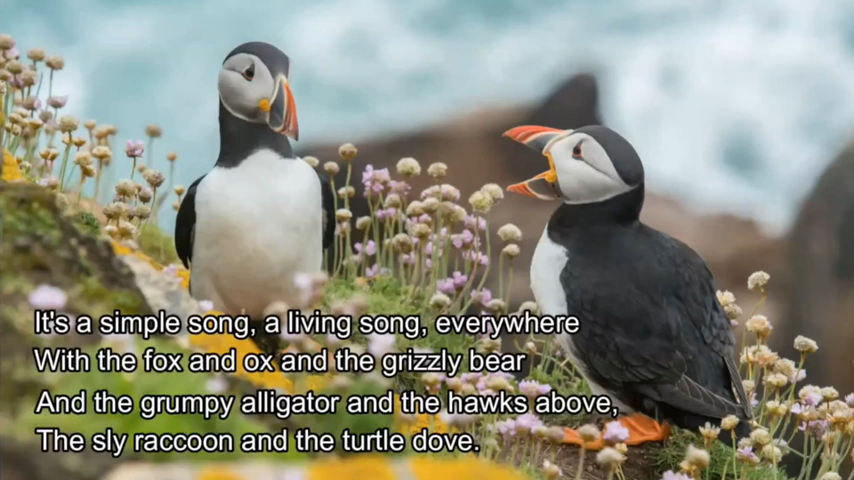 It's a simple song, a living song, everywhere
With the fox and ox and the grizzly bear
And the grumpy alligator and the hawks above,
The sly raccoon and the turtle dove.